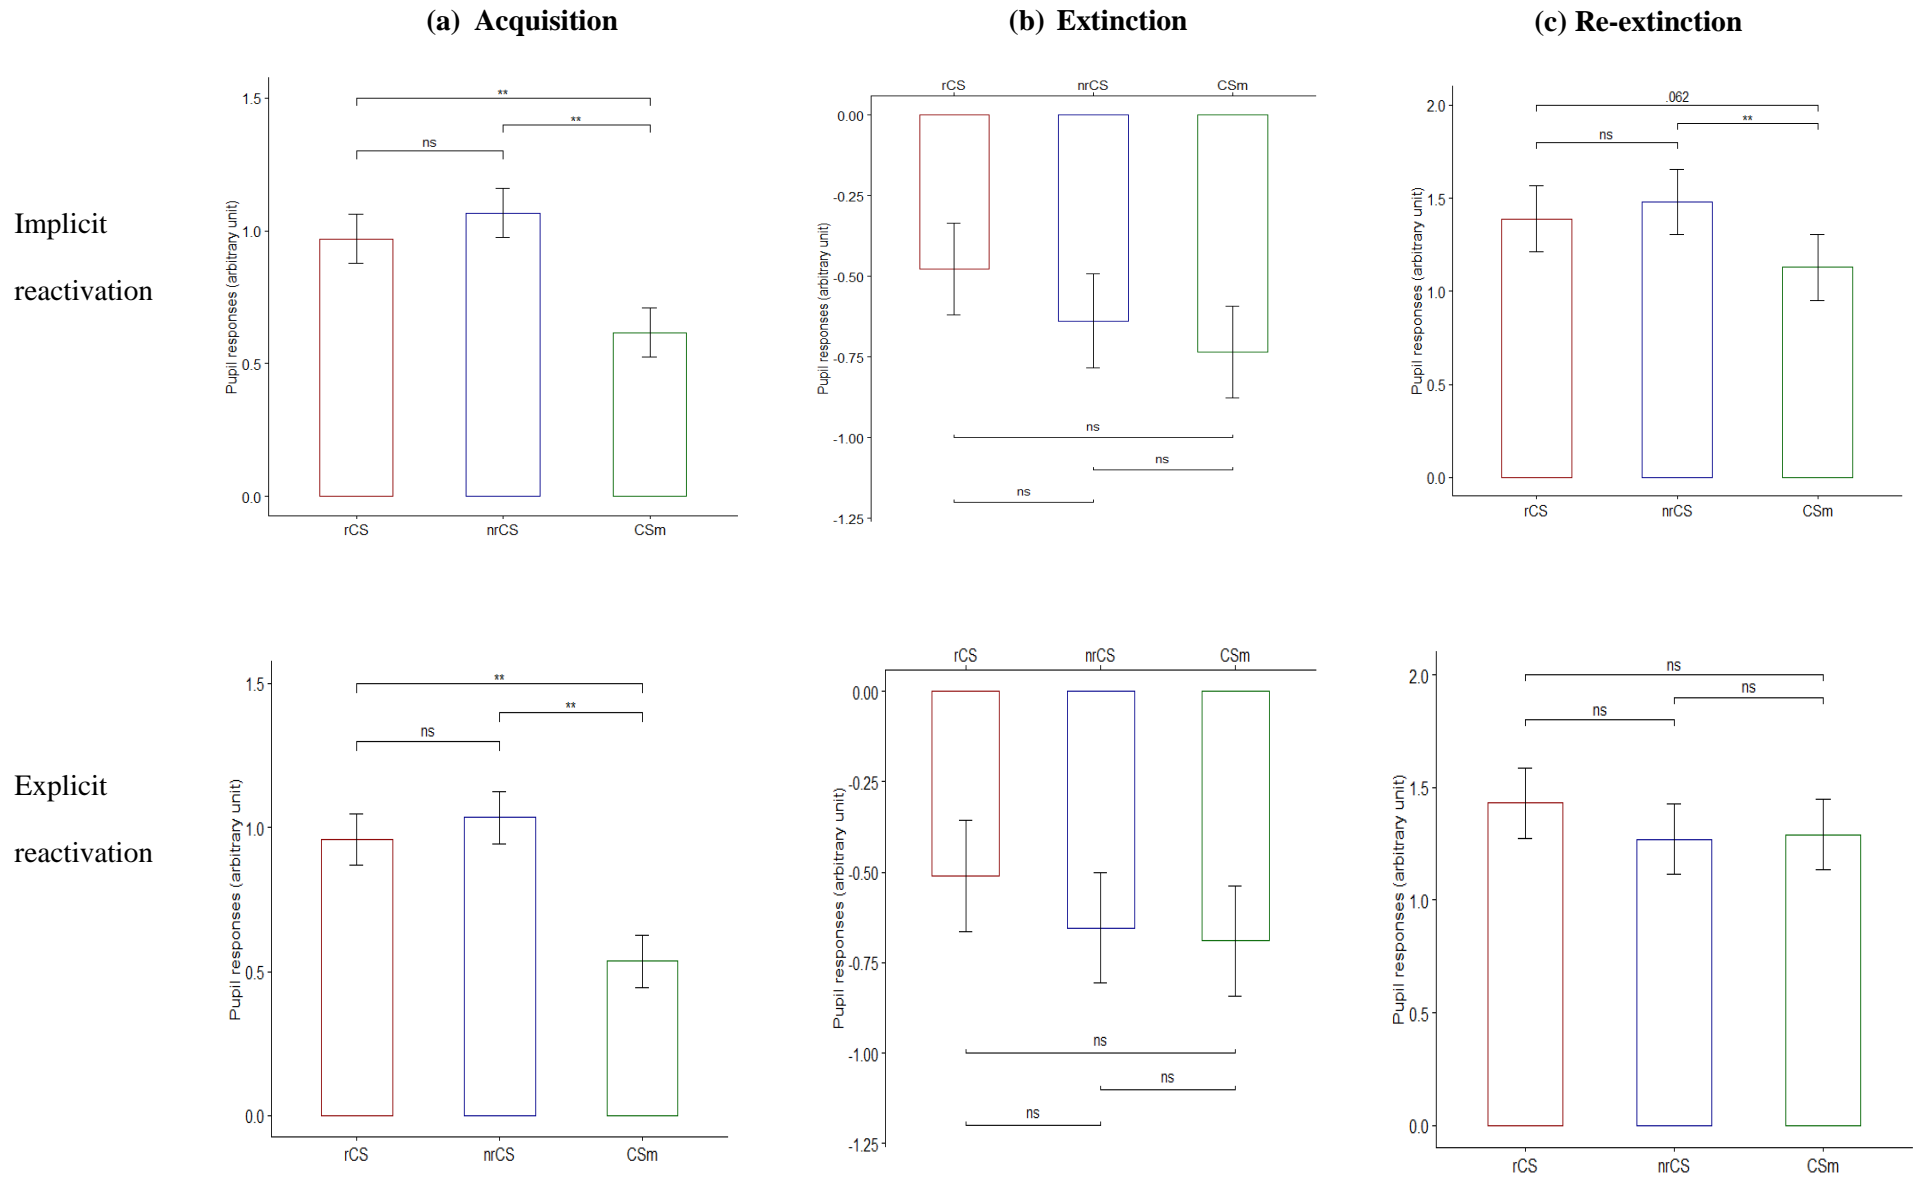 (a) Acquisition
(b) Extinction
(c) Re-extinction
Implicit
reactivation
Pupil responses (arbitrary unit)
1.5
1.0
0.5
0.0
**
**
ns
rCS nrCS CSm
rCS nrCS CSm
Pupil responses (arbitrary unit)
0.00
-0.25
-0.50
-0.75
-1.00
-1.25
ns
ns
ns
Pupil responses (arbitrary unit)
2.0
1.5
1.0
0.5
0.0
.062
**
ns
rCS nrCS CSm
Explicit
reactivation
Pupil responses (arbitrary unit)
1.5
1.0
0.5
0.0
**
**
ns
rCS nrCS CSm
rCS nrCS CSm
Pupil responses (arbitrary unit)
0.00
-0.25
-0.50
-0.75
-1.00
-1.25
ns
ns
ns
Pupil responses (arbitrary unit)
2.0
1.5
1.0
0.5
0.0
ns
ns
ns
rCS nrCS CSm